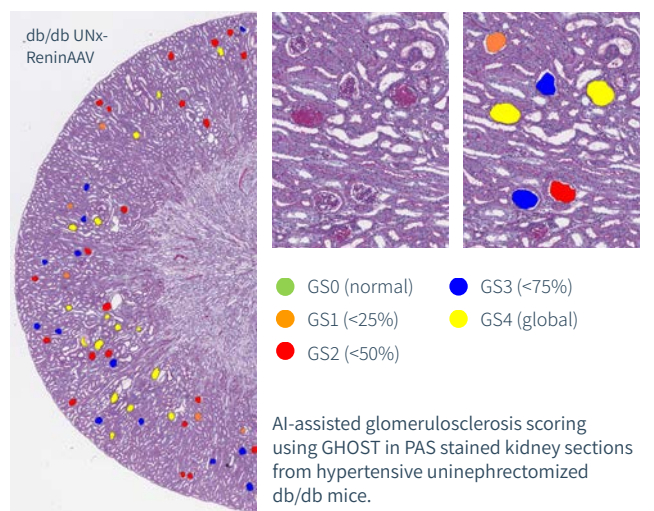 db/db UNx-
ReninAAV
GS0 (normal)
GS1 (<25%)
GS2 (<50%)
GS3 (<75%)
GS4 (global)
AI-assisted glomerulosclerosis scoring
using GHOST in PAS stained kidney sections
from hypertensive uninephrectomized
db/db mice.